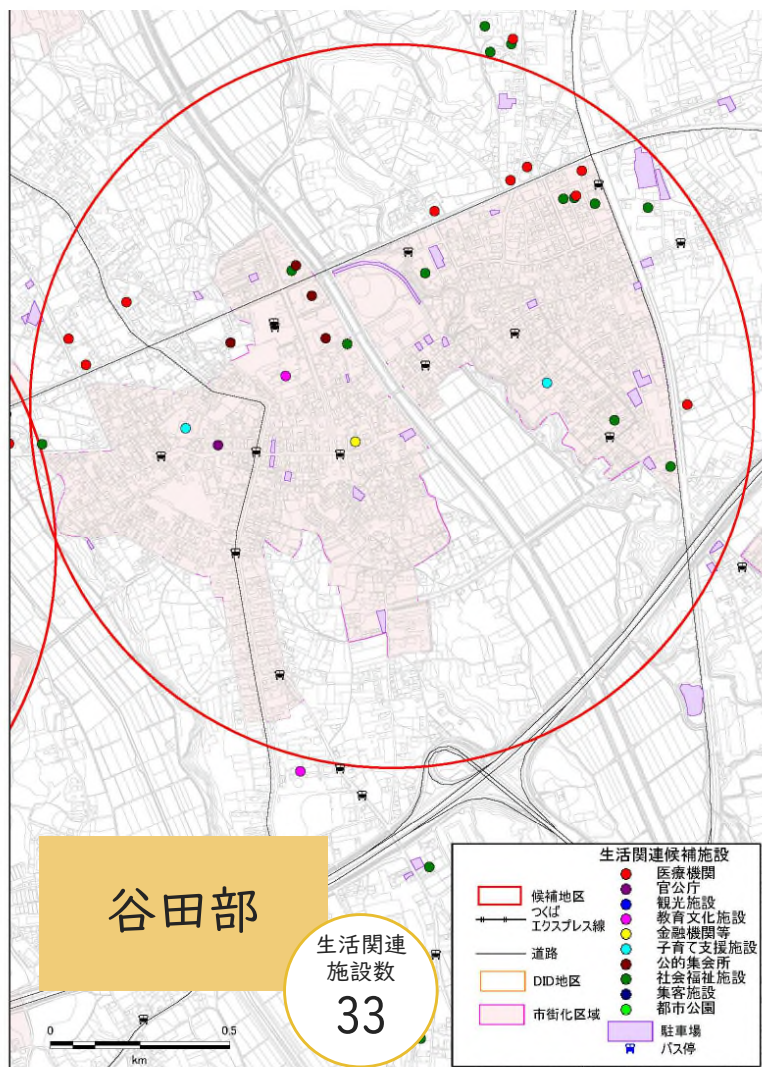 谷田部
生活関連
施設数
33
0
0.5
km
候補地区
つくば
エクスプレス線
道路
DID地区
市街化区域
生活関連候補施設
医療機関
官公庁
観光施設
教育文化施設
金融機関等
子育て支援施設
公的集会所
社会福祉施設
集客施設
都市公園
駐車場
バス停